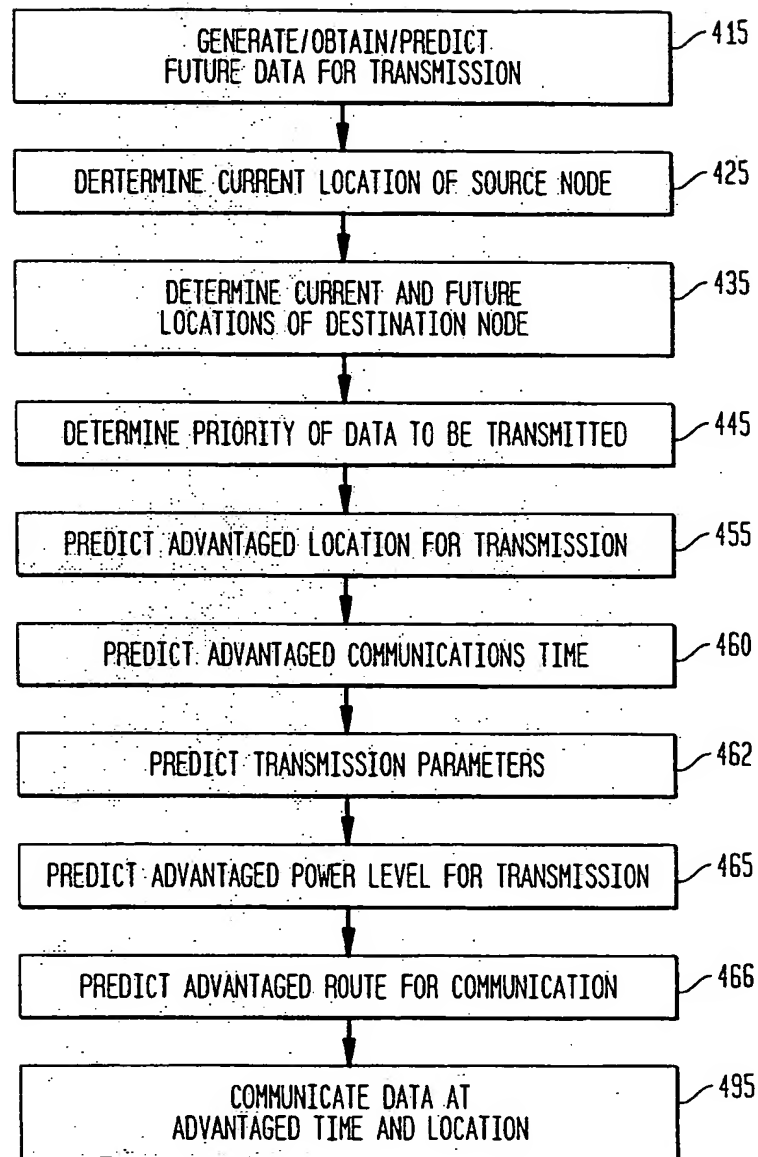 GENERATE/OBTAIN/PREDICT
FUTURE DATA FOR TRANSMISSION
415
DERTERMINE CURRENT LOCATION OF SOURCE NODE
425
DETERMINE CURRENT AND FUTURE
LOCATIONS OF DESTINATION NODE
435
DETERMINE PRIORITY OF DATA TO BE TRANSMITTED
445
PREDICT ADVANTAGED LOCATION FOR TRANSMISSION
455
PREDICT ADVANTAGED COMMUNICATIONS TIME
460
PREDICT TRANSMISSION PARAMETERS
462
PREDICT ADVANTAGED POWER LEVEL FOR TRANSMISSION
465
PREDICT ADVANTAGED ROUTE FOR COMMUNICATION
466
COMMUNICATE DATA AT
ADVANTAGED TIME AND LOCATION
495